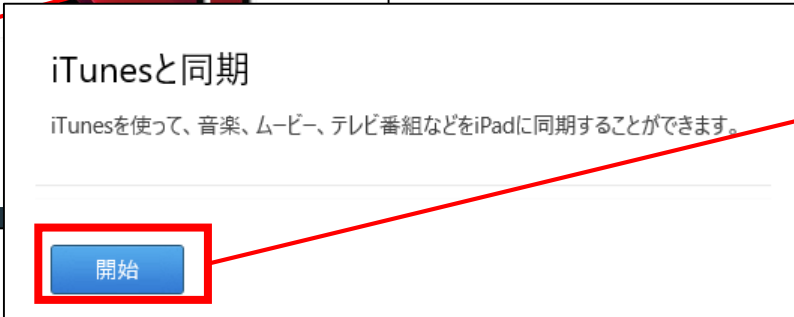 iTunesと同期
iTunesを使って、音楽、ムービー、テレビ番組などをiPadに同期することができます。
開始